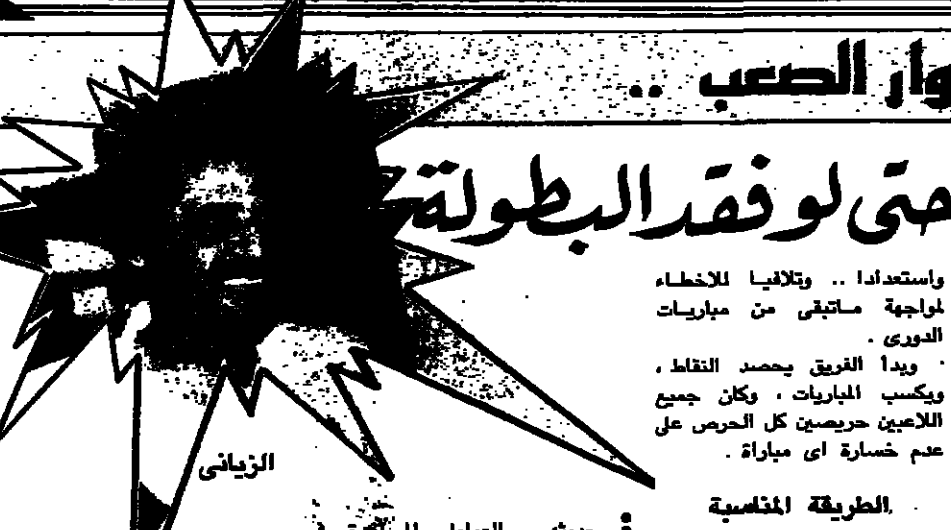 وار الصعب ..
حتى لو فقد البطولة
واستعدادا .. وتلافيا للاخطاء
لمواجهة ماتبقى من مباريات
الدورى .
ويدأ الفريق يحصد النقاط ،
ويكسب المباريات ، وكان جميع
اللاعبين حريصين كل الحرص على
عدم خسارة اى مباراة .
الزيانى
الطريقة المناسبة